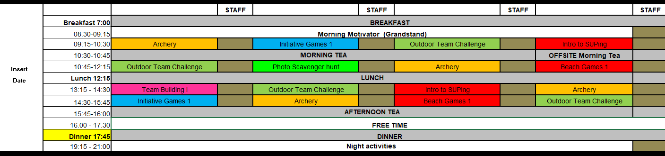 STAFF STAFF STAFF STAFF
Breakfast 7:00 BREAKFAST
08:30-09:15 Morning Motivator (Grandstand)
09:15-10:30 Archery Initiative Games 1 Outdoor Team Challenge Intro to SUPing
10:30-10:45 MORNING TEA OFFSITE Morning Tea
Insert
Date
10:45-12:15 Outdoor Team Challenge Photo Scavenger hunt Archery Beach Games 1
Lunch 12:15 LUNCH
13:15 - 14:30 Team Building I Outdoor Team Challenge Intro to SUPing Archery
14:30-15:45 Initiative Games 1 Archery Beach Games 1 Outdoor Team Challenge
15:45-16:00 AFTERNOON TEA
16.00 - 17.30 FREE TIME
Dinner 17:45 DINNER
19:15 - 21:00 Night activities